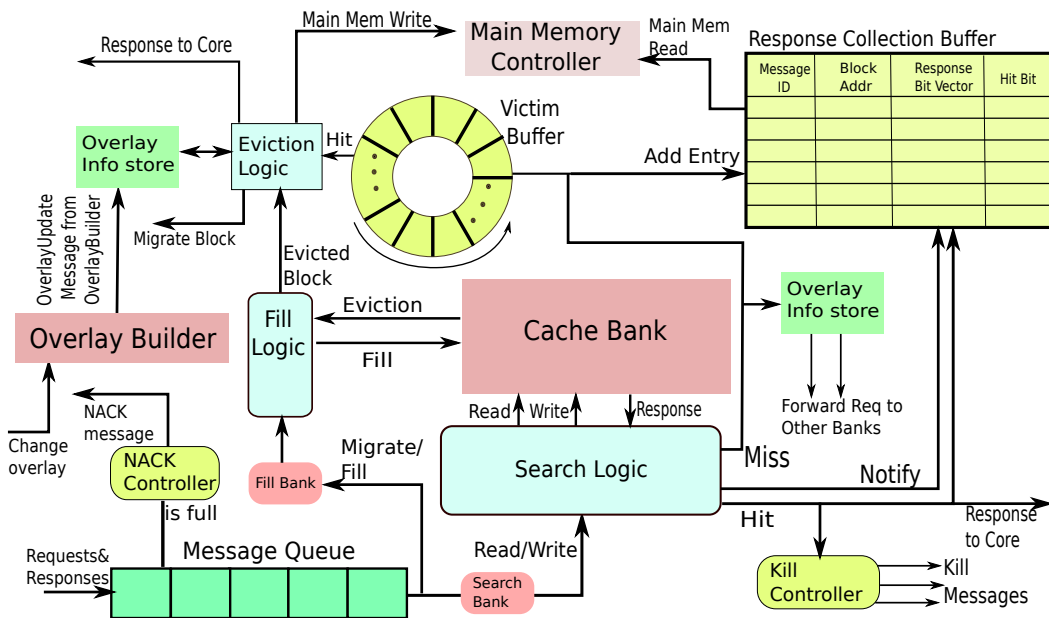 Main Mem Write
Response to Core
Main Memory
Controller
Main Mem
Read
Response Collection Buffer
Message
ID
Block
Addr
Response
Bit Vector
Hit Bit
Victim
Buffer
Overlay
Info store
Eviction
Logic
Hit
Add Entry
Migrate Block
OverlayUpdate
Message from
OverlayBuilder
Evicted
Block
Overlay Builder
Fill
Logic
Eviction
Fill
Cache Bank
Overlay
Info store
Forward Req to
Other Banks
Change
overlay
NACK
message
NACK
Controller
is full
Migrate/
Fill
Fill Bank
Read
Write
Response
Search Logic
Miss
Notify
Hit
Response
to Core
Requests&
Responses
Message Queue
Read/Write
Search
Bank
Kill
Controller
Kill
Messages